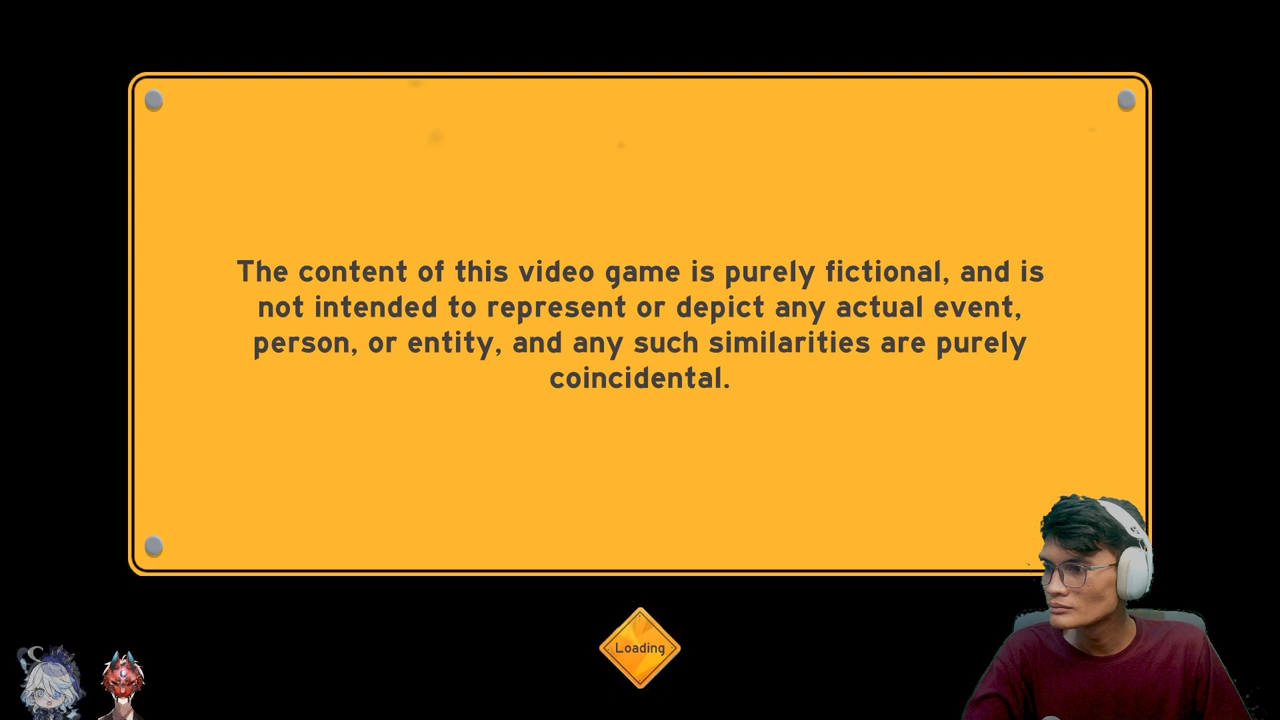 The content of this video game is purely fictional, and is
not intended to represent or depict any actual event,
person, or entity, and any such similarities are purely
coincidental.
Loading